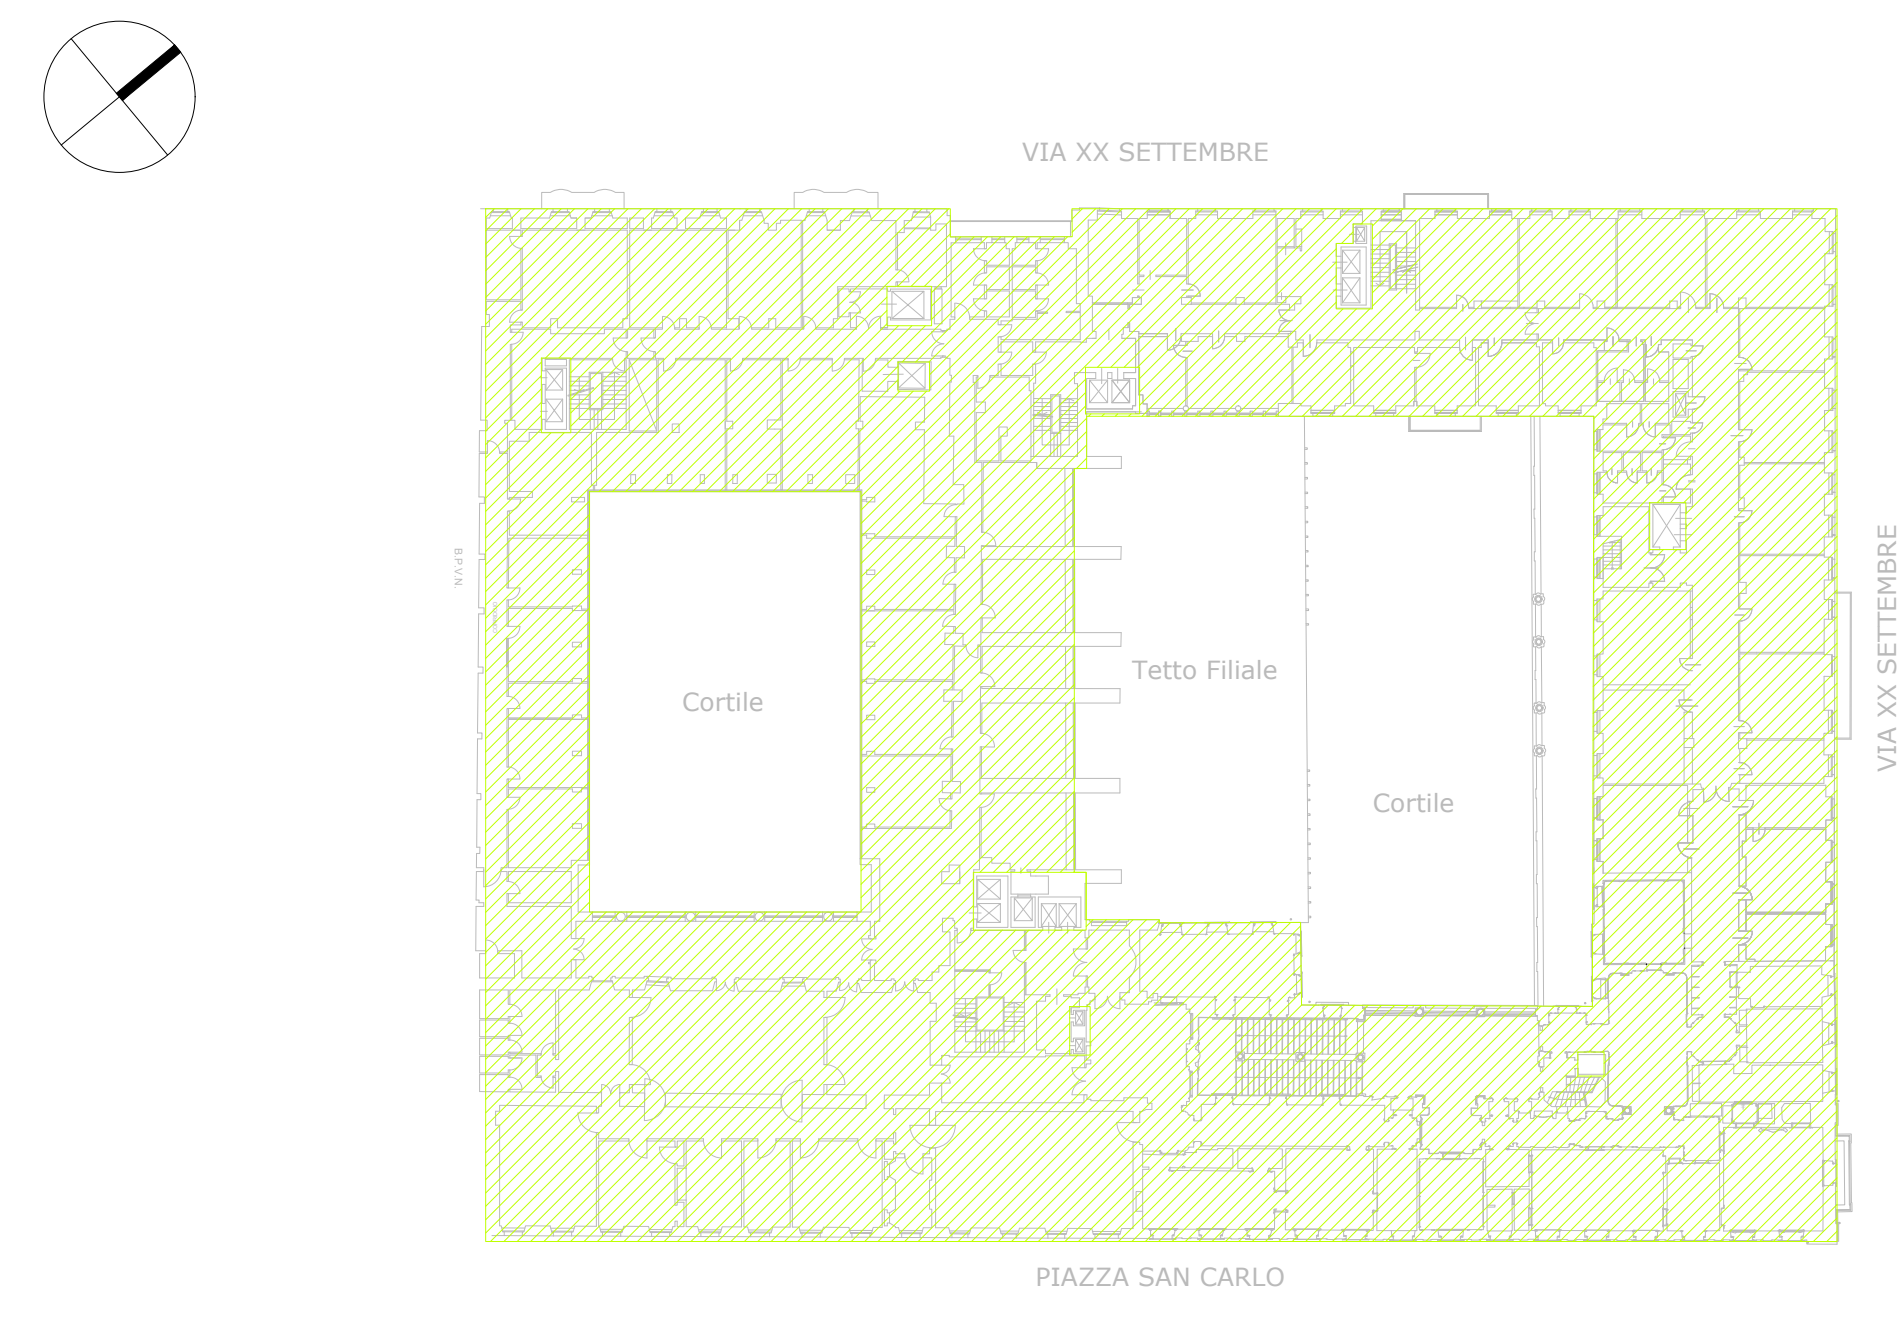 VIA XX SETTEMBRE
B.P.V.N.
VIA XX SETTEMBRE
Tetto Filiale
Cortile
Cortile
PIAZZA SAN CARLO